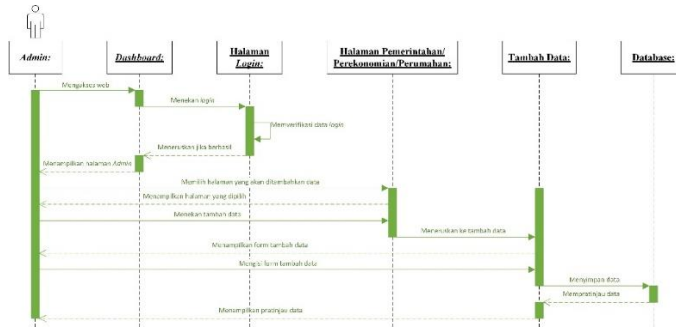 Admin:
Dashboard:
Halaman
Login:
Halaman Pemerintahan/
Perekonomian/Perumahan:
Tambah Data:
Database:
Mengakses web
Menekan login
Memverifikasi data login
Meneruskan jika berhasil
Menampilkan halaman Admin
Memilih halaman yang akan ditambahkan data
Menampilkan halaman yang dipilih
Menekan tambah data
Meneruskan ke tambah data
Menampilkan form tambah data
Mengisi form tambah data
Menyimpan data
Mempratinjau data
Menampilkan pratinjau data